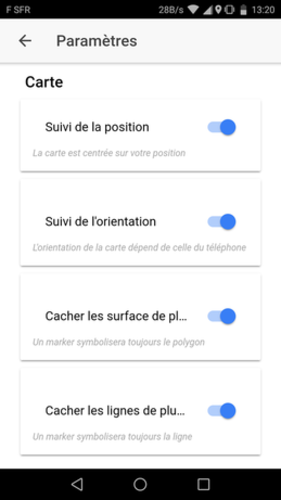 F SFR 28B/s 13:20
Paramètres
Carte
Suivi de la position
La carte est centrée sur votre position
Suivi de l'orientation
L'orientation de la carte dépend de celle du téléphone
Cacher les surface de pl...
Un marker symbolisera toujours le polygon
Cacher les lignes de plu...
Un marker symbolisera toujours la ligne